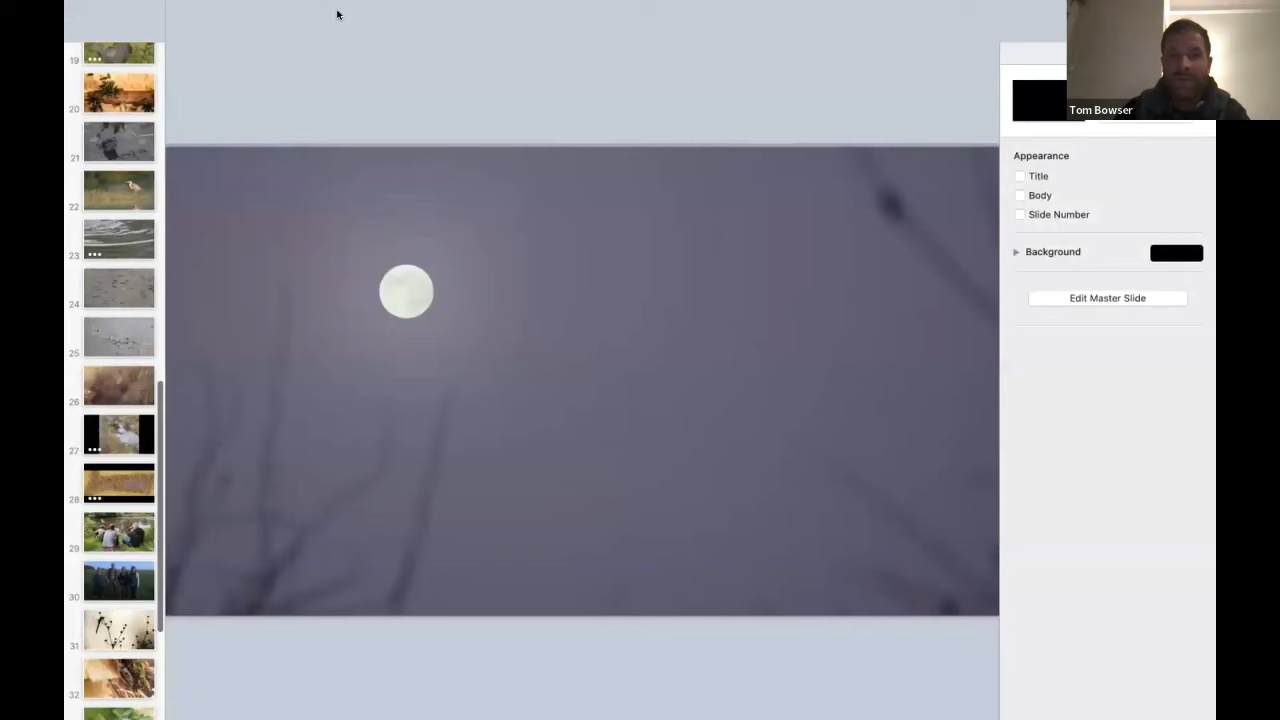 Tom Bowser
19
Appearance
20
Title
21
Body
22
Slide Number
23
Background
24
Edit Master Slide
25
26
27
28
29
30
31
32